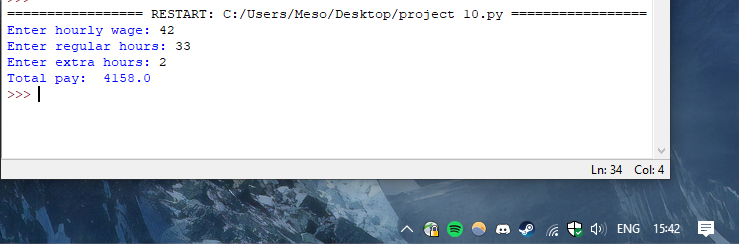 ================= RESTART: C:/Users/Meso/Desktop/project 10.py =================
Enter hourly wage: 42
Enter regular hours: 33
Enter extra hours: 2
Total pay:  4158.0
>>>
Ln: 34 Col: 4
ENG 15:42